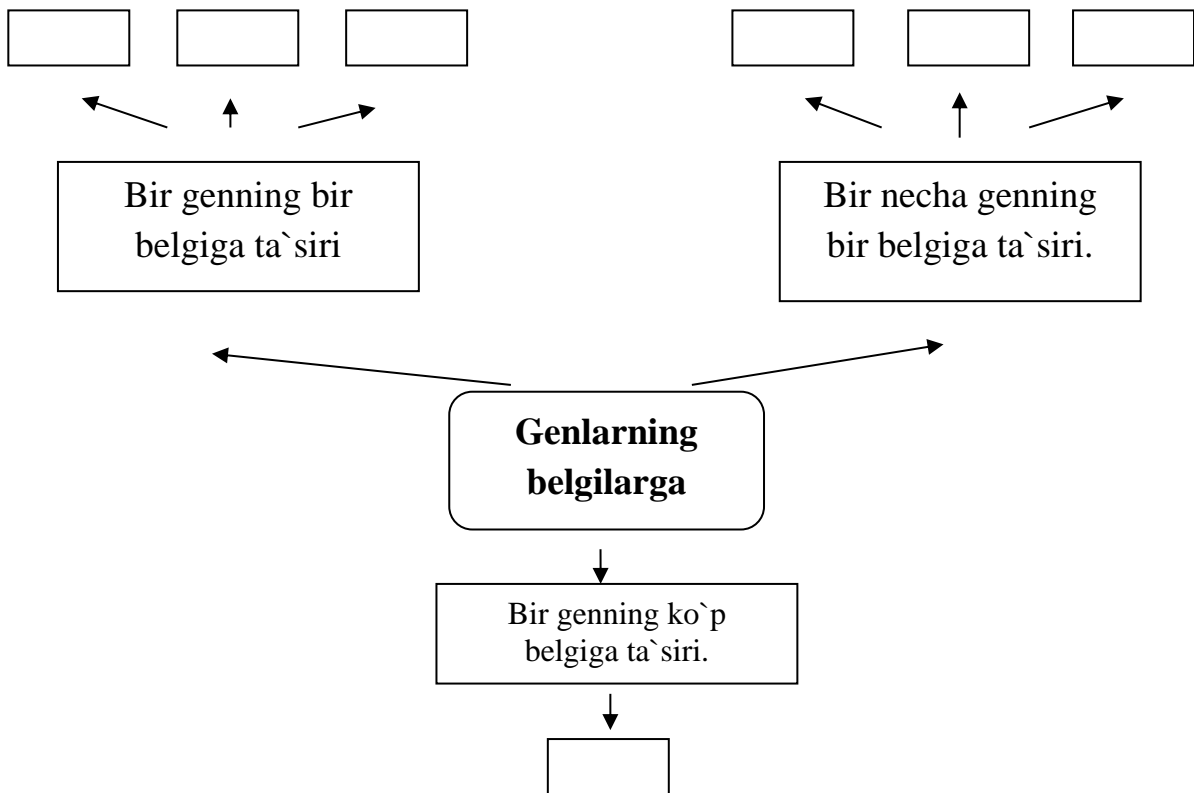 Bir genning bir
belgiga ta`siri
Bir necha genning
bir belgiga ta`siri.
Genlarning
belgilarga
Bir genning ko`p
belgiga ta`siri.